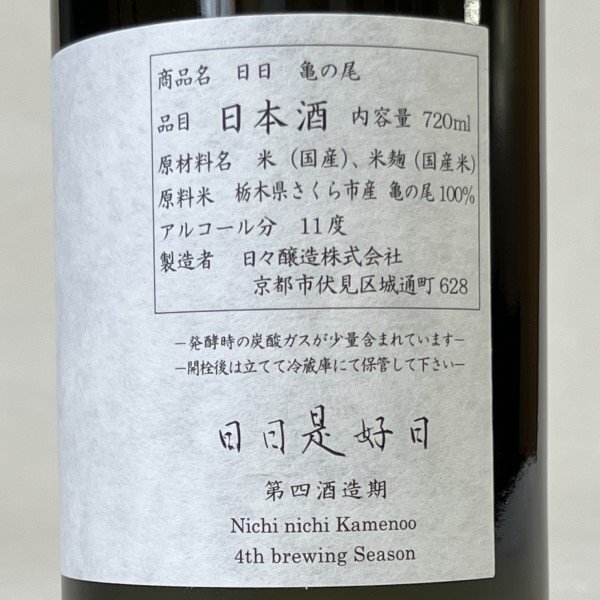 商品名 日日 亀の尾
品目 日本酒 内容量 720ml
原材料名 米(国産)、米麹(国産米)
原料米 栃木県さくら市産 亀の尾100%
アルコール分 11度
製造者 日々醸造株式会社
京都市伏見区城通町628
—発酵時の炭酸ガスが少量含まれています—
—開栓後は立てて冷蔵庫にて保管して下さい—
日日是好日
第四酒造期
Nichi nichi Kamenoo
4th brewing Season